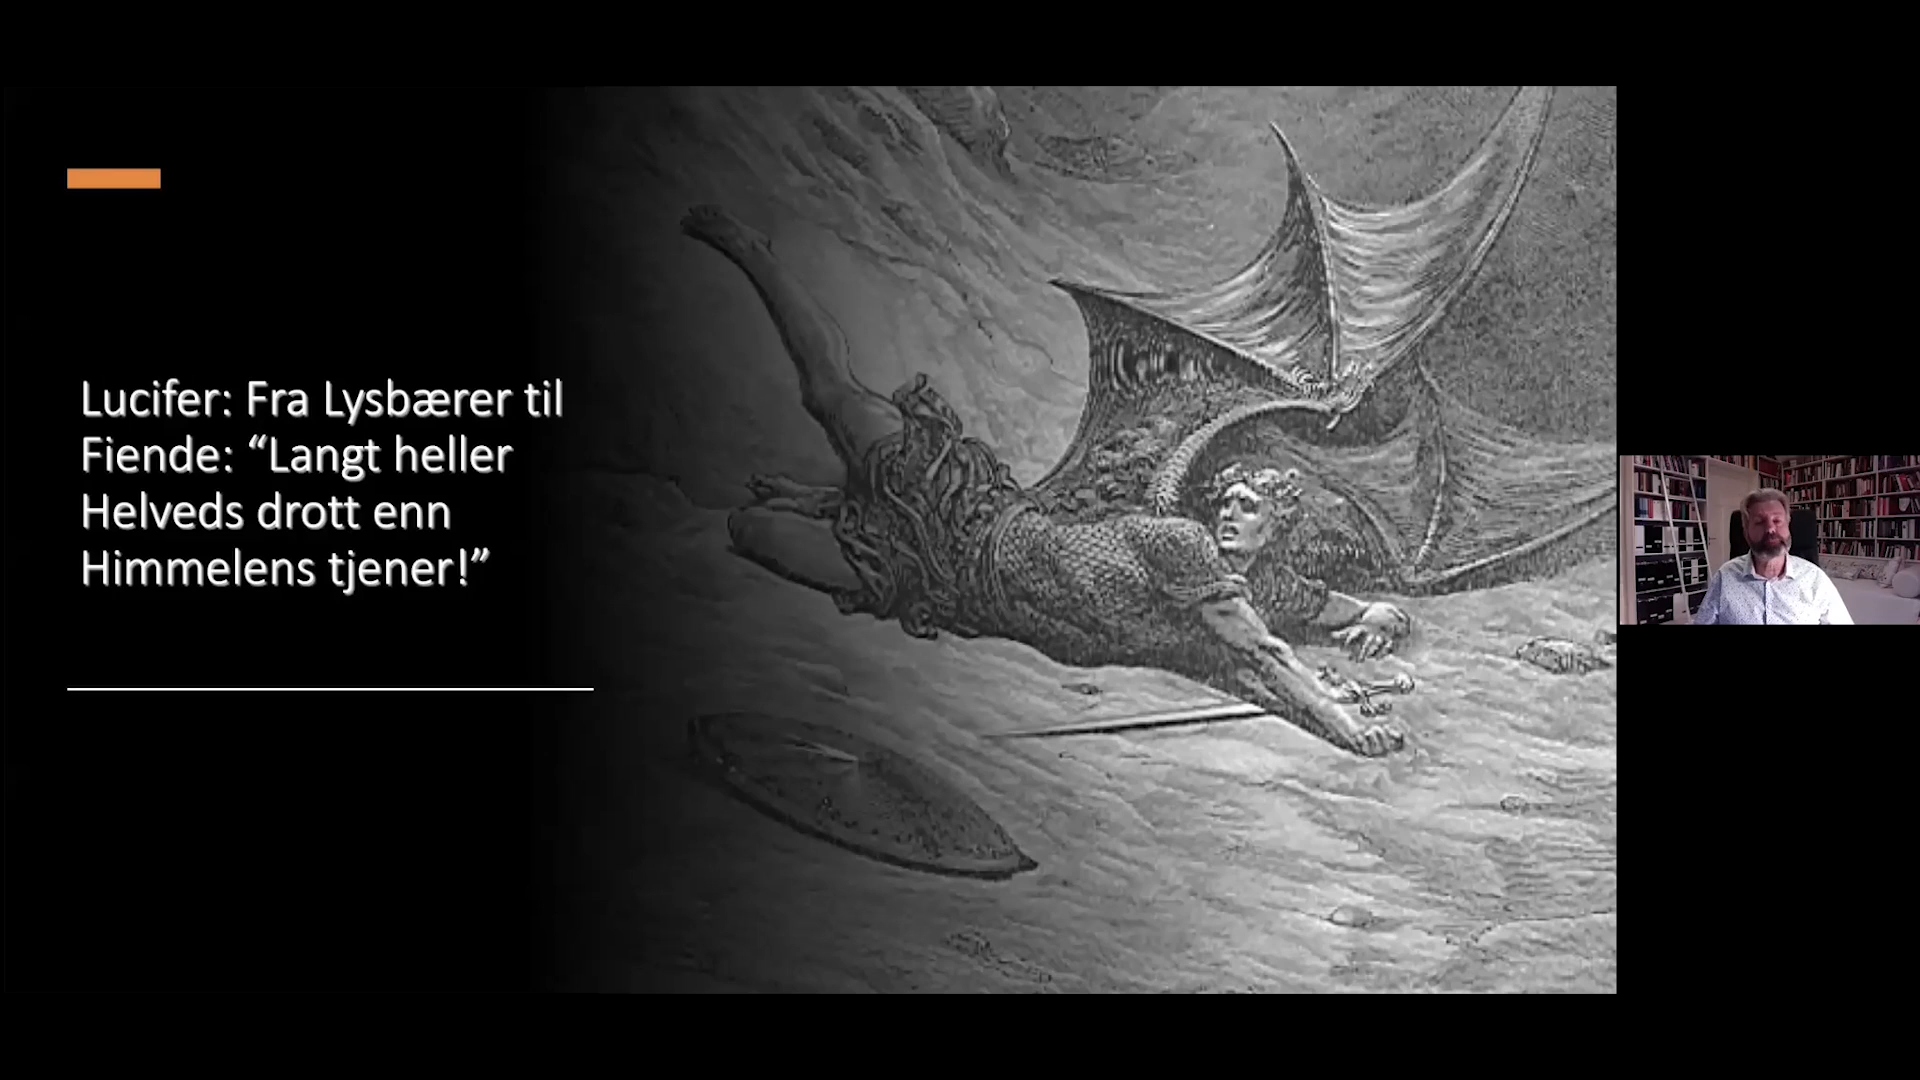 Lucifer: Fra Lysbærer til
Fiende: “Langt heller
Helveds drott enn
Himmelens tjener!”